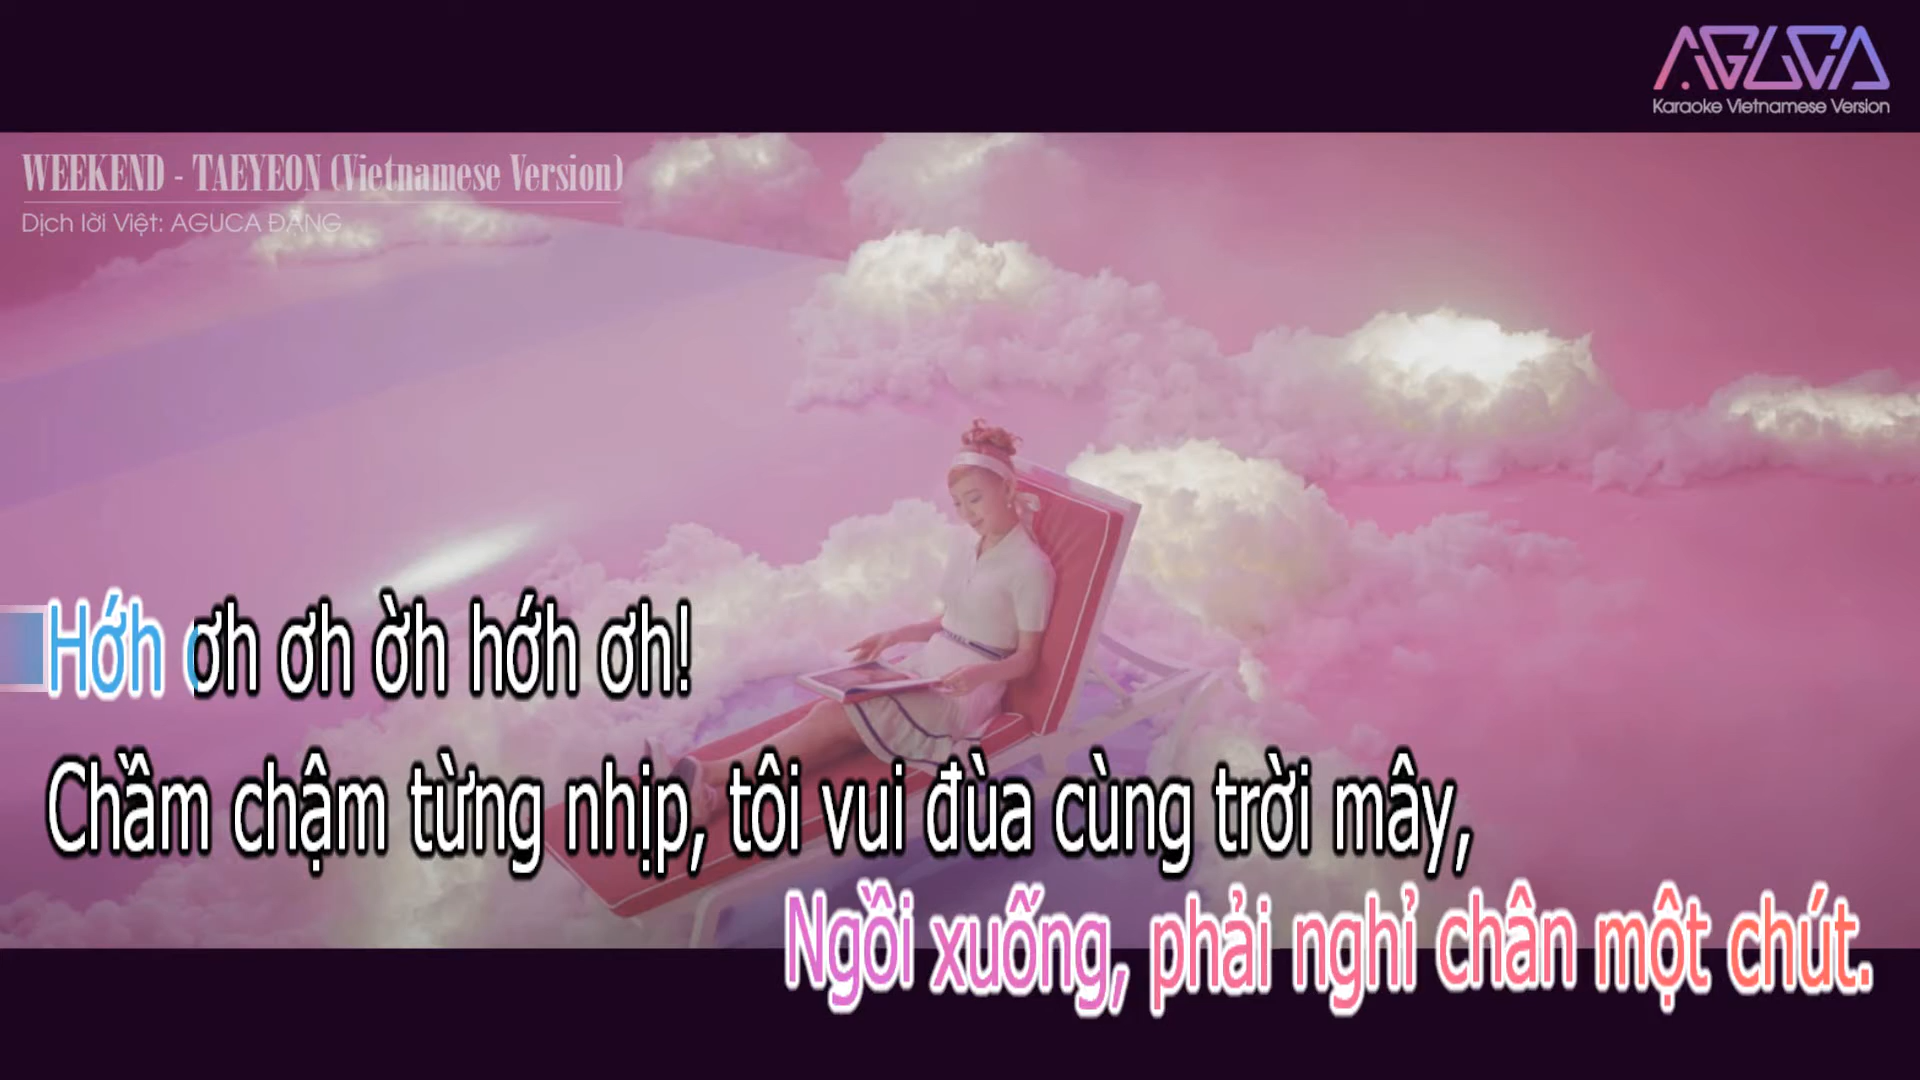 AGUCA
Karaoke Vietnamese Version
WEEKEND - TAEYEON (Vietnamese Version)
Dịch lời Việt: AGUCA ĐẶNG
Hớh ơh ơh ờh hớh ơh!
Chầm chậm từng nhịp, tôi vui đùa cùng trời mây,
Ngồi xuống, phải nghỉ chân một chút.